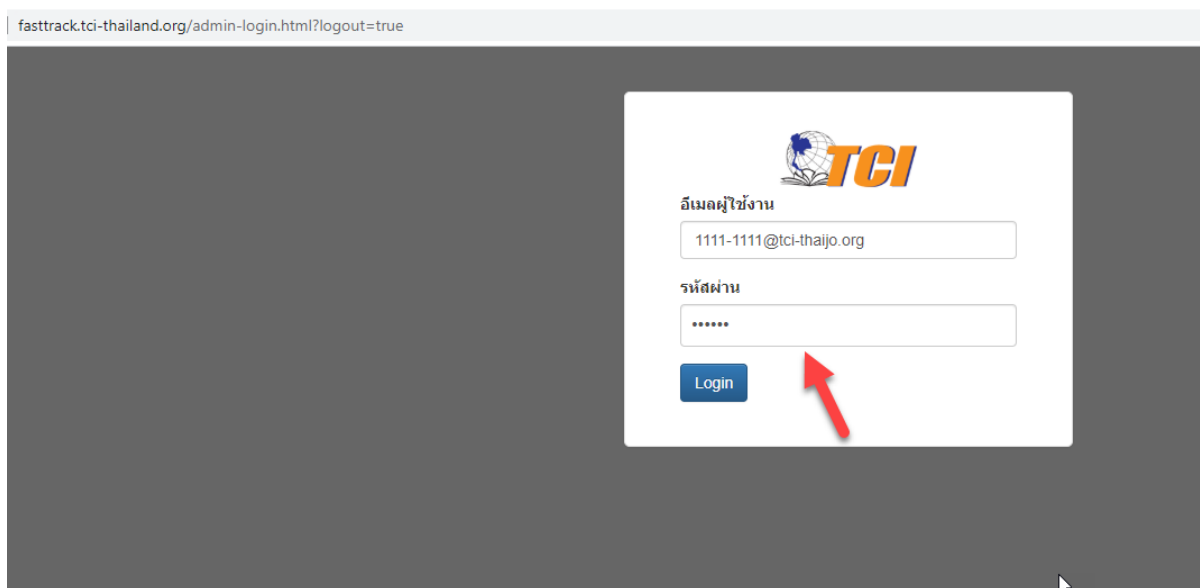 fasttrack.tci-thailand.org/admin-login.html?logout=true
TCI
อีเมลผู้ใช้งาน
1111-1111@tci-thaijo.org
รหัสผ่าน
••••••
Login